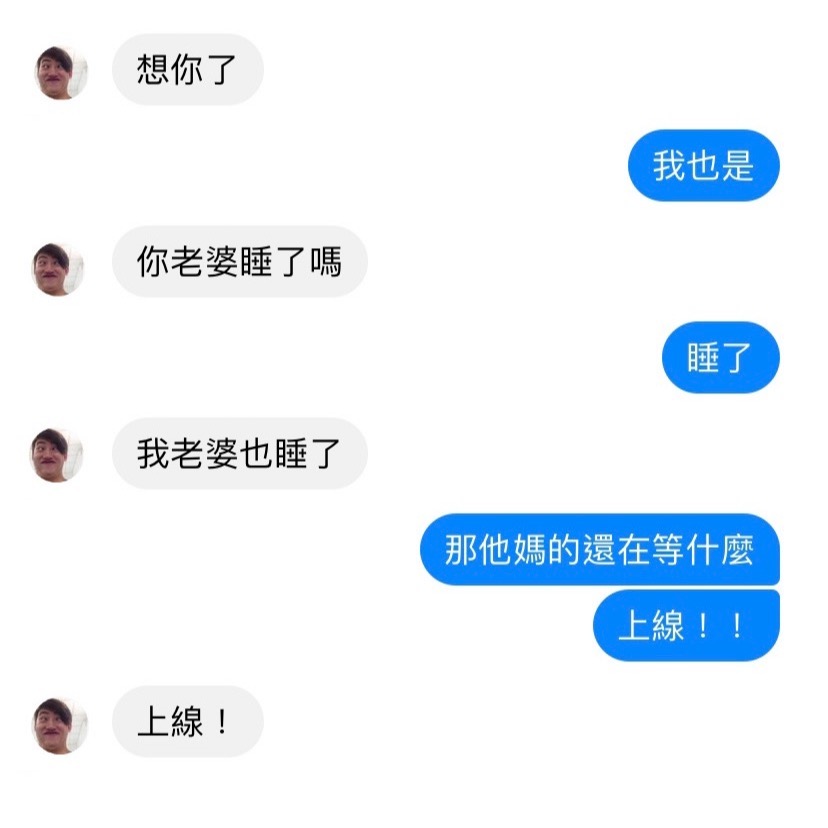 想你了
我也是
你老婆睡了嗎
睡了
我老婆也睡了
那他媽的還在等什麼
上線！！
上線！